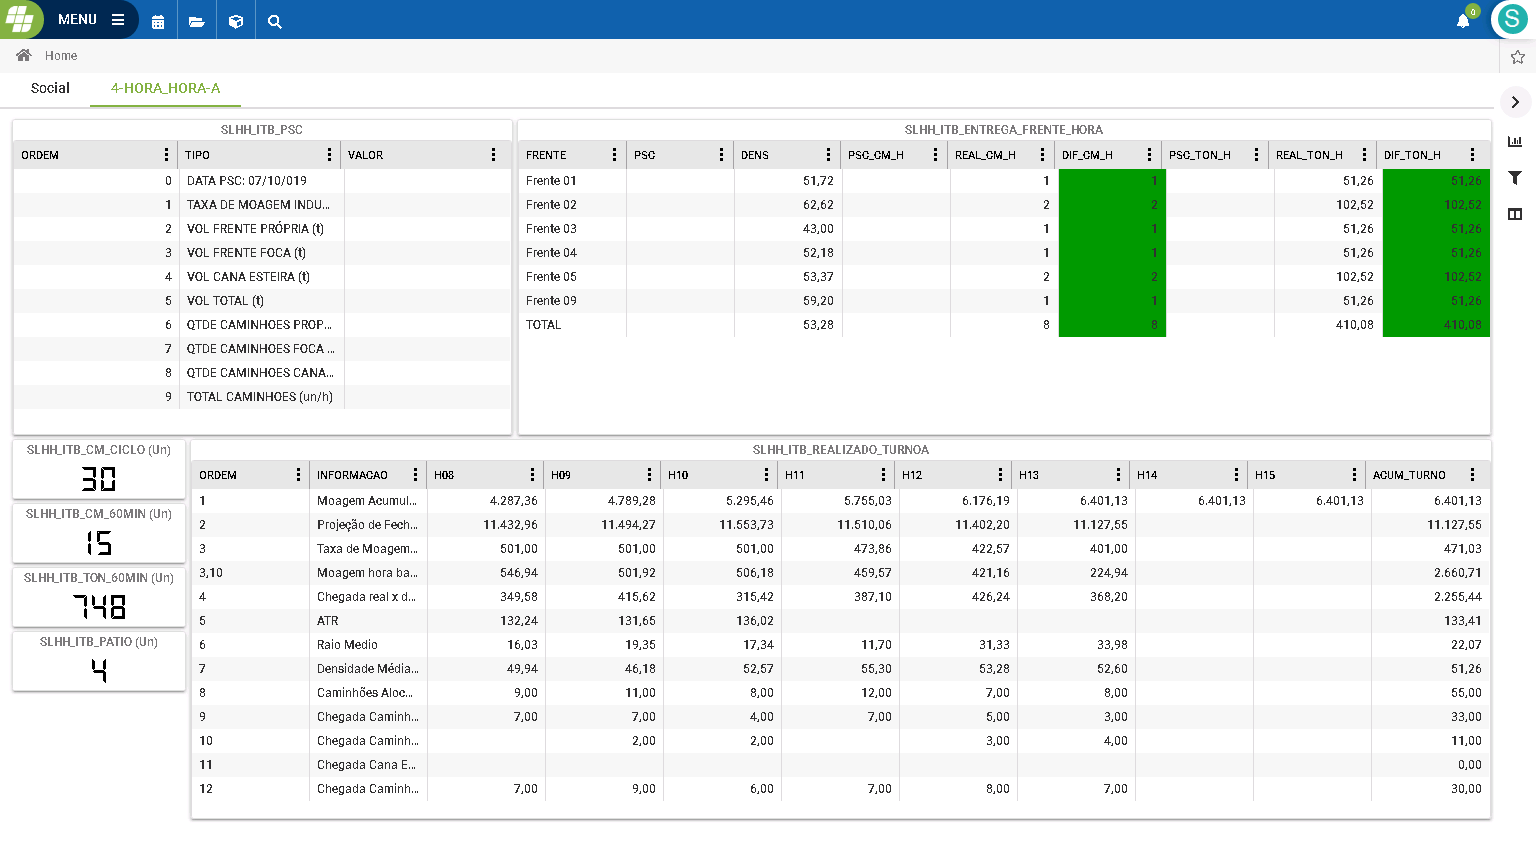 MENU
0
S
Home
Social 4-HORA_HORA-A
SLHH_ITB_PSC
ORDEM TIPO VALOR
0 DATA PSC: 07/10/019
1 TAXA DE MOAGEM INDU...
2 VOL FRENTE PRÓPRIA (t)
3 VOL FRENTE FOCA (t)
4 VOL CANA ESTEIRA (t)
5 VOL TOTAL (t)
6 QTDE CAMINHOES PROP...
7 QTDE CAMINHOES FOCA ...
8 QTDE CAMINHOES CANA...
9 TOTAL CAMINHOES (un/h)
SLHH_ITB_ENTREGA_FRENTE_HORA
FRENTE PSC DENS PSC_CM_H REAL_CM_H DIF_CM_H PSC_TON_H REAL_TON_H DIF_TON_H
Frente 01 51,72 1 1 51,26 51,26
Frente 02 62,62 2 2 102,52 102,52
Frente 03 43,00 1 1 51,26 51,26
Frente 04 52,18 1 1 51,26 51,26
Frente 05 53,37 2 2 102,52 102,52
Frente 09 59,20 1 1 51,26 51,26
TOTAL 53,28 8 8 410,08 410,08
SLHH_ITB_CM_CICLO (Un)
30
SLHH_ITB_CM_60MIN (Un)
15
SLHH_ITB_TON_60MIN (Un)
748
SLHH_ITB_PATIO (Un)
4
SLHH_ITB_REALIZADO_TURNOA
ORDEM INFORMACAO H08 H09 H10 H11 H12 H13 H14 H15 ACUM_TURNO
1 Moagem Acumul... 4.287,36 4.789,28 5.295,46 5.755,03 6.176,19 6.401,13 6.401,13 6.401,13 6.401,13
2 Projeção de Fech... 11.432,96 11.494,27 11.553,73 11.510,06 11.402,20 11.127,55 11.127,55
3 Taxa de Moagem... 501,00 501,00 501,00 473,86 422,57 401,00 471,03
3,10 Moagem hora ba... 546,94 501,92 506,18 459,57 421,16 224,94 2.660,71
4 Chegada real x d... 349,58 415,62 315,42 387,10 426,24 368,20 2.255,44
5 ATR 132,24 131,65 136,02 133,41
6 Raio Medio 16,03 19,35 17,34 11,70 31,33 33,98 22,07
7 Densidade Média... 49,94 46,18 52,57 55,30 53,28 52,60 51,26
8 Caminhões Aloc... 9,00 11,00 8,00 12,00 7,00 8,00 55,00
9 Chegada Caminh... 7,00 7,00 4,00 7,00 5,00 3,00 33,00
10 Chegada Caminh... 2,00 2,00 3,00 4,00 11,00
11 Chegada Cana E... 0,00
12 Chegada Caminh... 7,00 9,00 6,00 7,00 8,00 7,00 30,00